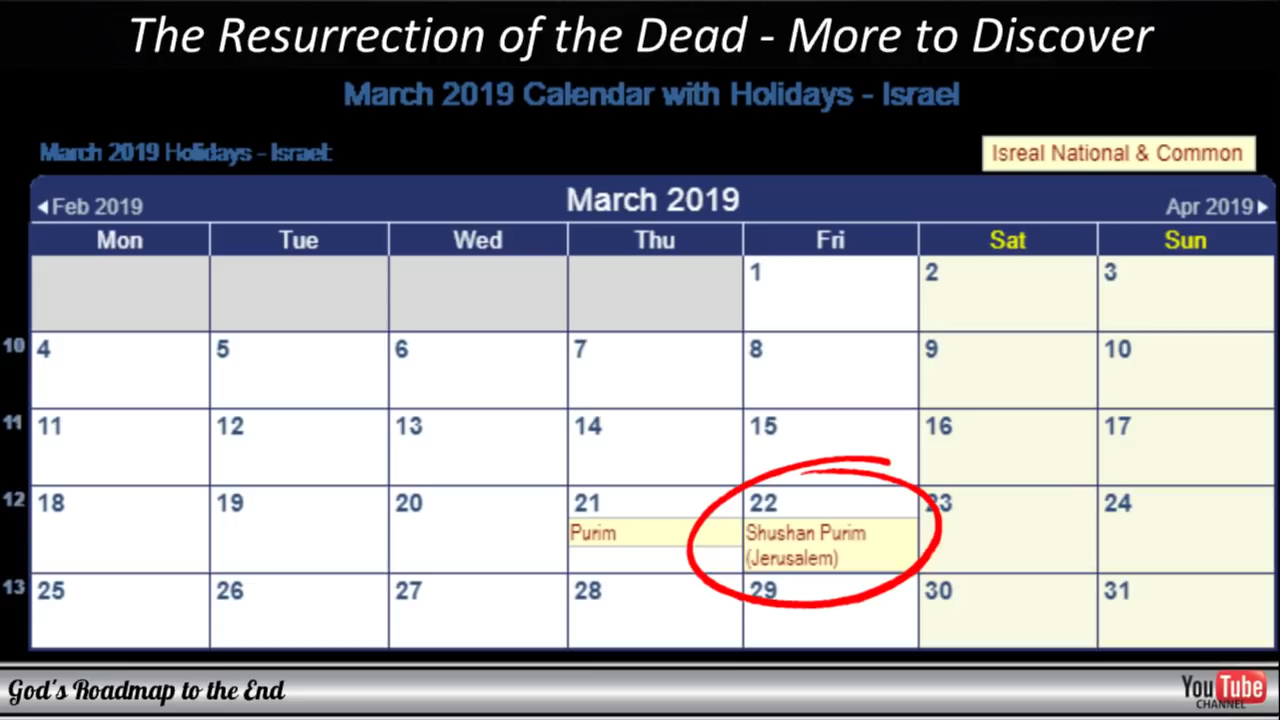 The Resurrection of the Dead - More to Discover
March 2019 Calendar with Holidays - Israel
March 2019 Holidays - Israel:
Isreal National & Common
◄Feb 2019 March 2019 Apr 2019►
Mon Tue Wed Thu Fri Sat Sun
1 2 3
10 4 5 6 7 8 9 10
11 11 12 13 14 15 16 17
12 18 19 20 21 22 23 24
Purim Shushan Purim
(Jerusalem)
13 25 26 27 28 29 30 31
God's Roadmap to the End
YouTube
CHANNEL